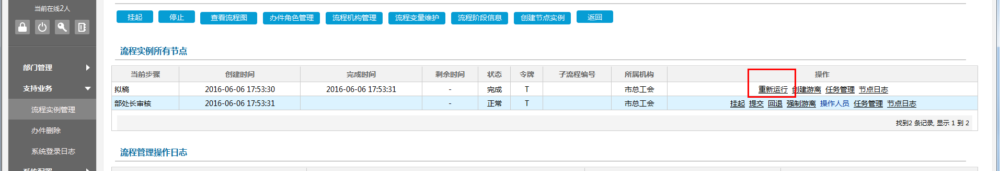 当前在线2人
部门管理
支持业务
流程实例管理
办件删除
系统登录日志
系统配置
挂起 停止 查看流程图 办件角色管理 流程机构管理 流程变量维护 流程阶段信息 创建节点实例 返回
流程实例所有节点
当前步骤 创建时间 完成时间 剩余时间 状态 令牌 子流程编号 所属机构 操作
拟稿 2016-06-06 17:53:30 2016-06-06 17:53:31 - 完成 T 市总工会 重新运行 创建游离 任务管理 节点日志
部处长审核 2016-06-06 17:53:31 - 正常 T 市总工会 挂起 提交 回退 强制游离 操作人员 任务管理 节点日志
找到2 条记录, 显示 1 到 2
流程管理操作日志